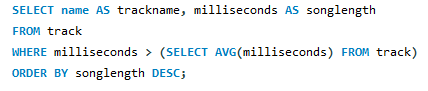 SELECT name AS trackname, milliseconds AS songlength
FROM track
WHERE milliseconds > (SELECT AVG(milliseconds) FROM track)
ORDER BY songlength DESC;